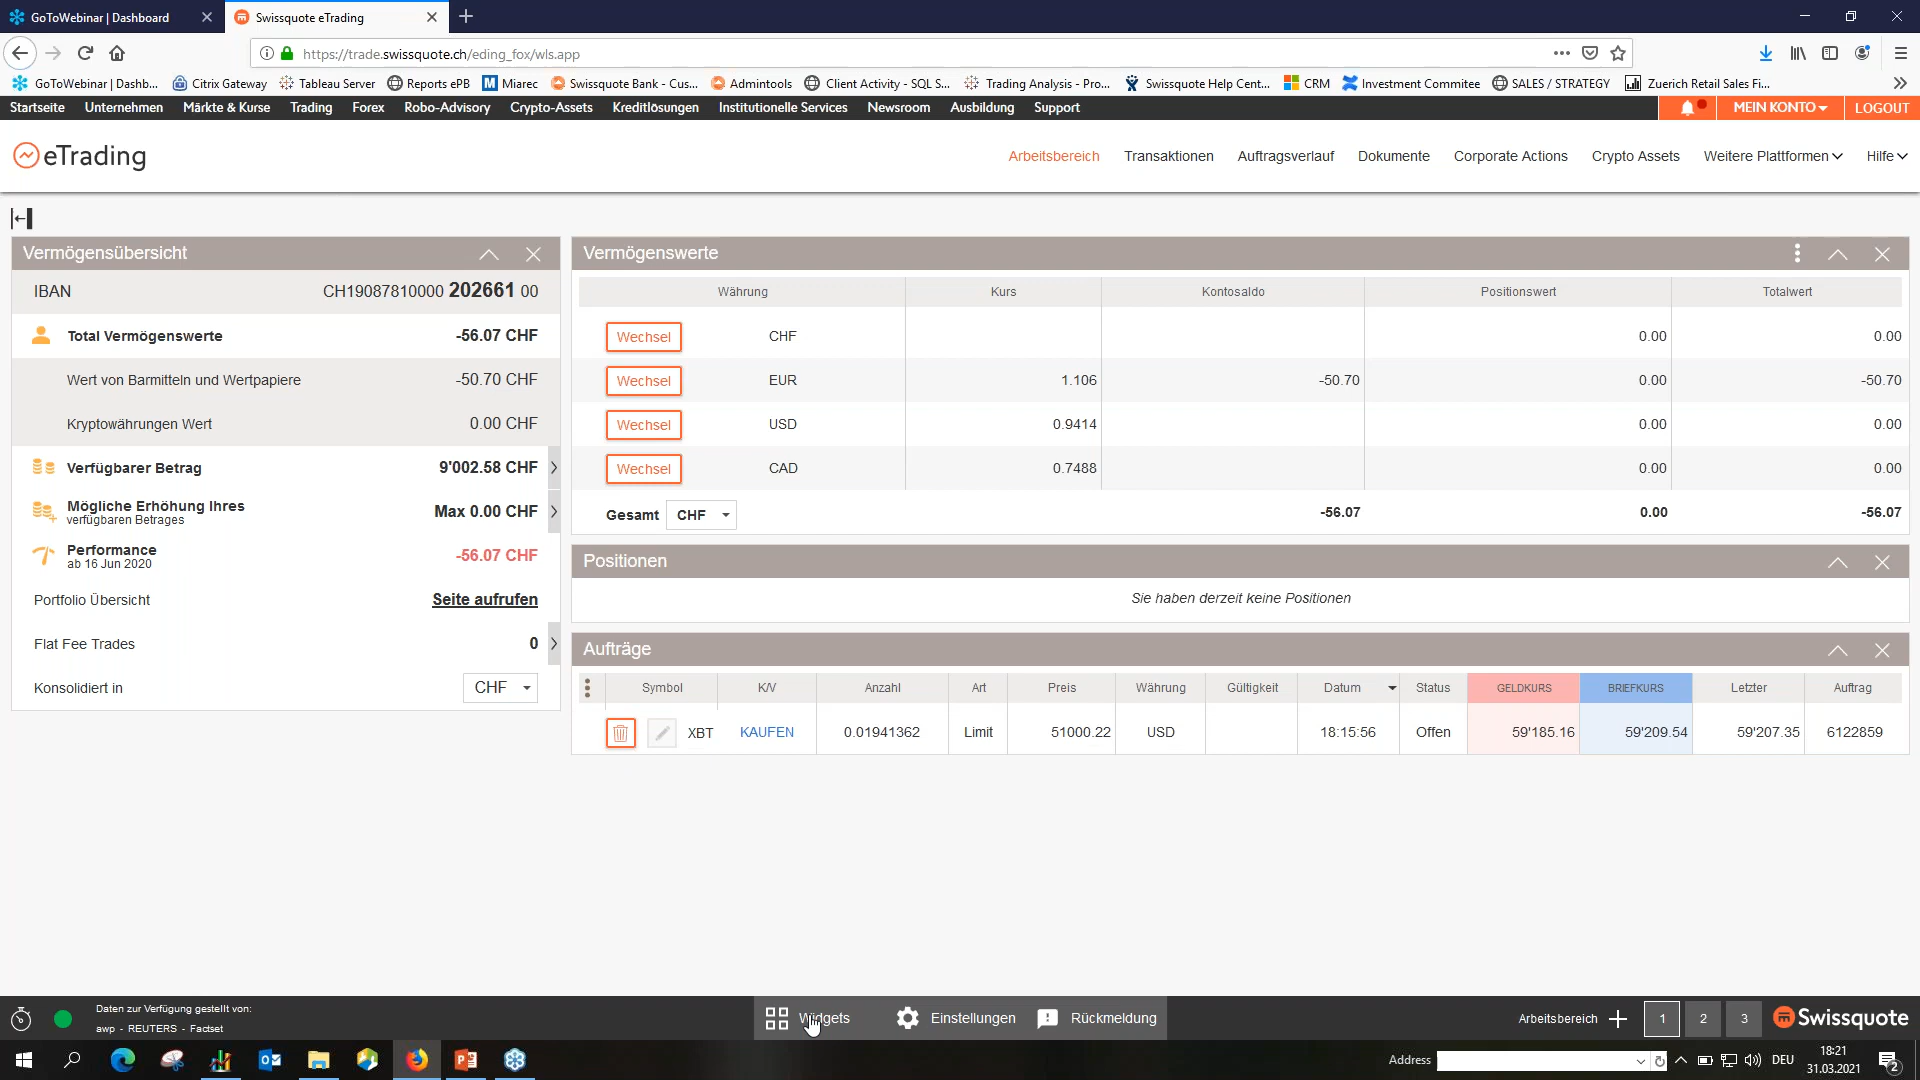 GoToWebinar | Dashboard
Swissquote eTrading
https://trade.swissquote.ch/eding_fox/wls.app
GoToWebinar | Dashb... Citrix Gateway Tableau Server Reports ePB Miarec Swissquote Bank - Cus... Admintools Client Activity - SQL S... Trading Analysis - Pro... Swissquote Help Cent... CRM Investment Commitee SALES / STRATEGY Zuerich Retail Sales Fi...
Startseite Unternehmen Märkte & Kurse Trading Forex Robo-Advisory Crypto-Assets Kreditlösungen Institutionelle Services Newsroom Ausbildung Support MEIN KONTO LOGOUT
eTrading
Arbeitsbereich Transaktionen Auftragsverlauf Dokumente Corporate Actions Crypto Assets Weitere Plattformen Hilfe
Vermögensübersicht
IBAN CH19087810000 202661 00
Total Vermögenswerte -56.07 CHF
Wert von Barmitteln und Wertpapiere -50.70 CHF
Kryptowährungen Wert 0.00 CHF
Verfügbarer Betrag 9'002.58 CHF
Mögliche Erhöhung Ihres
verfügbaren Betrages
Max 0.00 CHF
Performance
ab 16 Jun 2020
-56.07 CHF
Portfolio Übersicht Seite aufrufen
Flat Fee Trades 0
Konsolidiert in CHF
Vermögenswerte
Währung Kurs Kontosaldo Positionswert Totalwert
Wechsel CHF 0.00 0.00
Wechsel EUR 1.106 -50.70 0.00 -50.70
Wechsel USD 0.9414 0.00 0.00
Wechsel CAD 0.7488 0.00 0.00
Gesamt CHF -56.07 0.00 -56.07
Positionen
Sie haben derzeit keine Positionen
Aufträge
Symbol K/V Anzahl Art Preis Währung Gültigkeit Datum Status GELDKURS BRIEFKURS Letzter Auftrag
XBT KAUFEN 0.01941362 Limit 51000.22 USD 18:15:56 Offen 59'185.16 59'209.54 59'207.35 6122859
Daten zur Verfügung gestellt von:
awp - REUTERS - Factset
Widgets Einstellungen Rückmeldung
Arbeitsbereich 1 2 3 Swissquote
Address DEU 18:21
31.03.2021
2